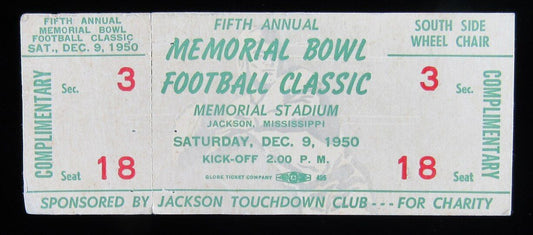 FIFTH ANNUAL
MEMORIAL BOWL
FOOTBALL CLASSIC
SAT., DEC. 9, 1950
COMPLIMENTARY
Sec. 3
Seat 18
FIFTH ANNUAL
MEMORIAL BOWL
FOOTBALL CLASSIC
MEMORIAL STADIUM
JACKSON, MISSISSIPPI
SATURDAY, DEC. 9, 1950
KICK-OFF 2.00 P. M.
GLOBE TICKET COMPANY
SOUTH SIDE
WHEEL CHAIR
Sec. 3
Seat 18
COMPLIMENTARY
SPONSORED BY JACKSON TOUCHDOWN CLUB --- FOR CHARITY